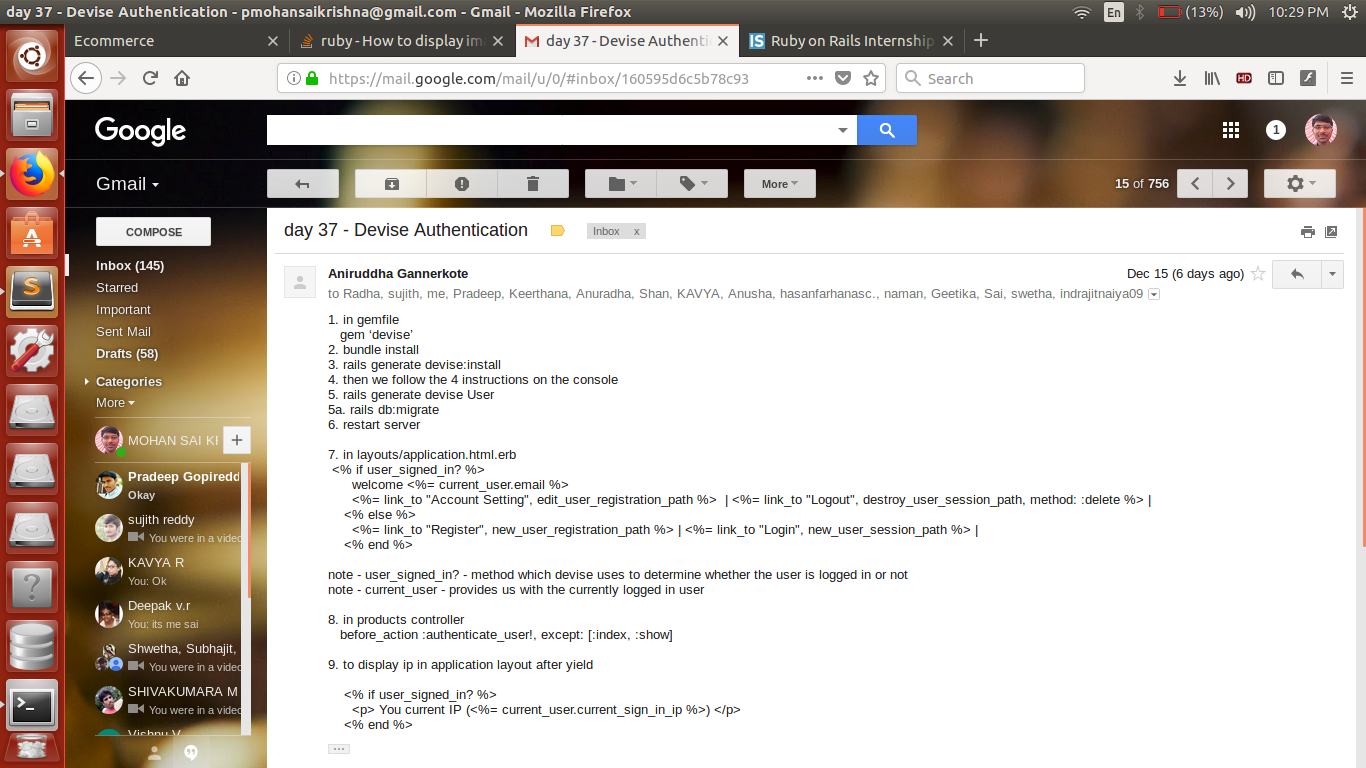 day 37 - Devise Authentication - pmohansaikrishna@gmail.com - Gmail - Mozilla Firefox
En
(13%)
10:29 PM
Ecommerce
ruby - How to display im
day 37 - Devise Authenti
Ruby on Rails Internship
https://mail.google.com/mail/u/0/#inbox/160595d6c5b78c93
Search
HD
Google
1
Gmail
More
15 of 756
COMPOSE
Inbox (145)
Starred
Important
Sent Mail
Drafts (58)
Categories
More
MOHAN SAI KI
Pradeep Gopiredd
Okay
sujith reddy
You were in a videc
KAVYA R
You: Ok
Deepak v.r
You: its me sai
Shwetha, Subhajit,
You were in a videc
SHIVAKUMARA M
You were in a videc
Vishnu V
day 37 - Devise Authentication
Inbox x
Aniruddha Gannerkote
Dec 15 (6 days ago)
to Radha, sujith, me, Pradeep, Keerthana, Anuradha, Shan, KAVYA, Anusha, hasanfarhanasc., naman, Geetika, Sai, swetha, indrajitnaiya09
1. in gemfile
gem ‘devise’
2. bundle install
3. rails generate devise:install
4. then we follow the 4 instructions on the console
5. rails generate devise User
5a. rails db:migrate
6. restart server
7. in layouts/application.html.erb
<% if user_signed_in? %>
welcome <%= current_user.email %>
<%= link_to "Account Setting", edit_user_registration_path %> | <%= link_to "Logout", destroy_user_session_path, method: :delete %> |
<% else %>
<%= link_to "Register", new_user_registration_path %> | <%= link_to "Login", new_user_session_path %> |
<% end %>
note - user_signed_in? - method which devise uses to determine whether the user is logged in or not
note - current_user - provides us with the currently logged in user
8. in products controller
before_action :authenticate_user!, except: [:index, :show]
9. to display ip in application layout after yield
<% if user_signed_in? %>
<p> You current IP (<%= current_user.current_sign_in_ip %>) </p>
<% end %>